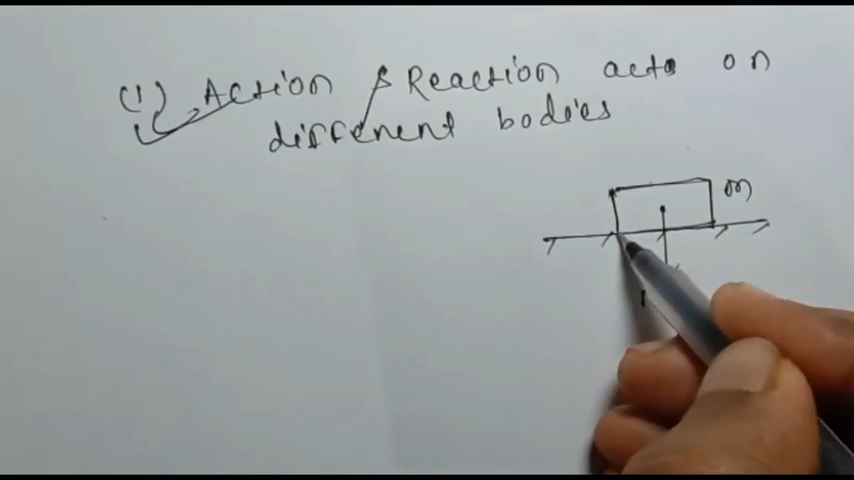 (1) Action & Reaction acts on
different bodies
m